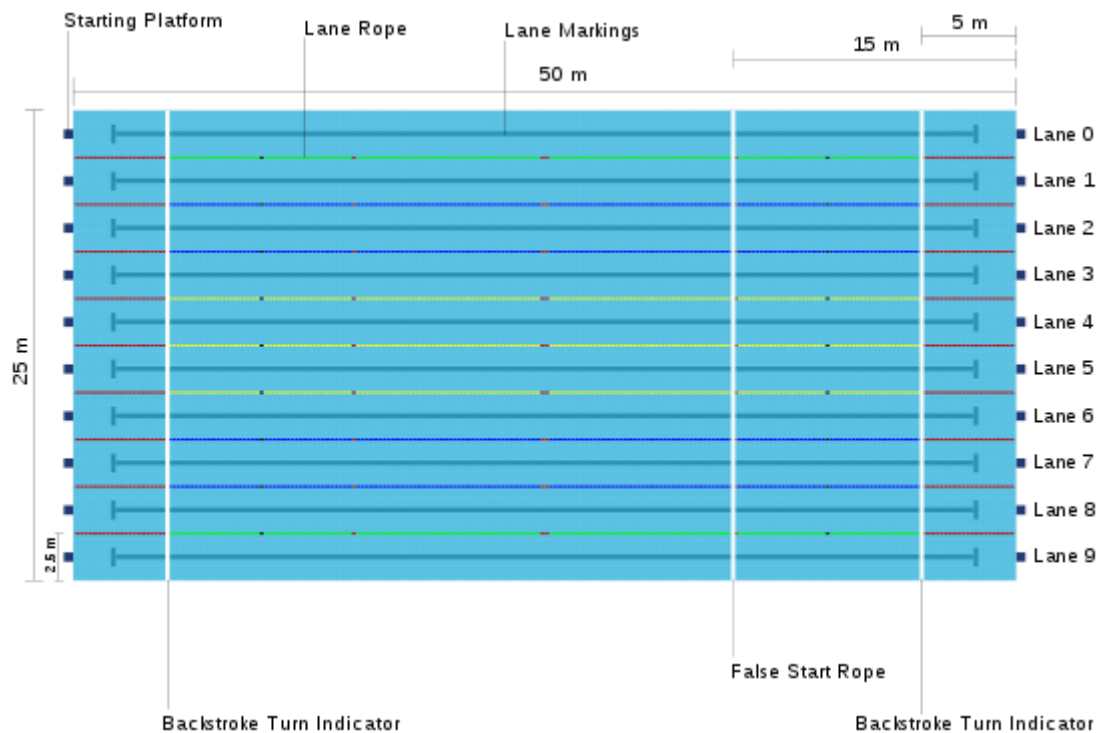 Starting Platform
Lane Rope
Lane Markings
5 m
15 m
50 m
Lane 0
Lane 1
Lane 2
Lane 3
Lane 4
25 m
Lane 5
Lane 6
Lane 7
Lane 8
2.5 m
Lane 9
False Start Rope
Backstroke Turn Indicator
Backstroke Turn Indicator